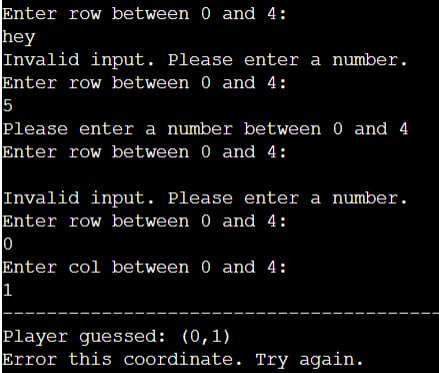 Enter row between 0 and 4:
hey
Invalid input. Please enter a number.
Enter row between 0 and 4:
5
Please enter a number between 0 and 4
Enter row between 0 and 4:

Invalid input. Please enter a number.
Enter row between 0 and 4:
0
Enter col between 0 and 4:
1
----------------------------------------
Player guessed: (0,1)
Error this coordinate. Try again.